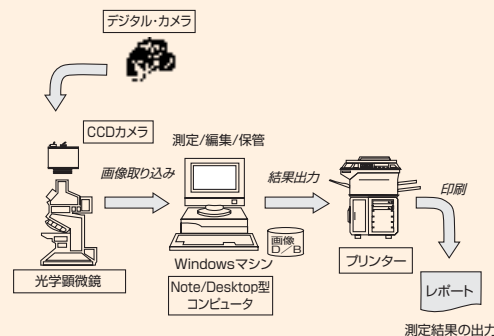 デジタル・カメラ
CCDカメラ
測定/編集/保管
画像取り込み
結果出力
印刷
画像
D／B
Windowsマシン
光学顕微鏡
Note/Desktop型
コンピュータ
プリンター
レポート
測定結果の出力